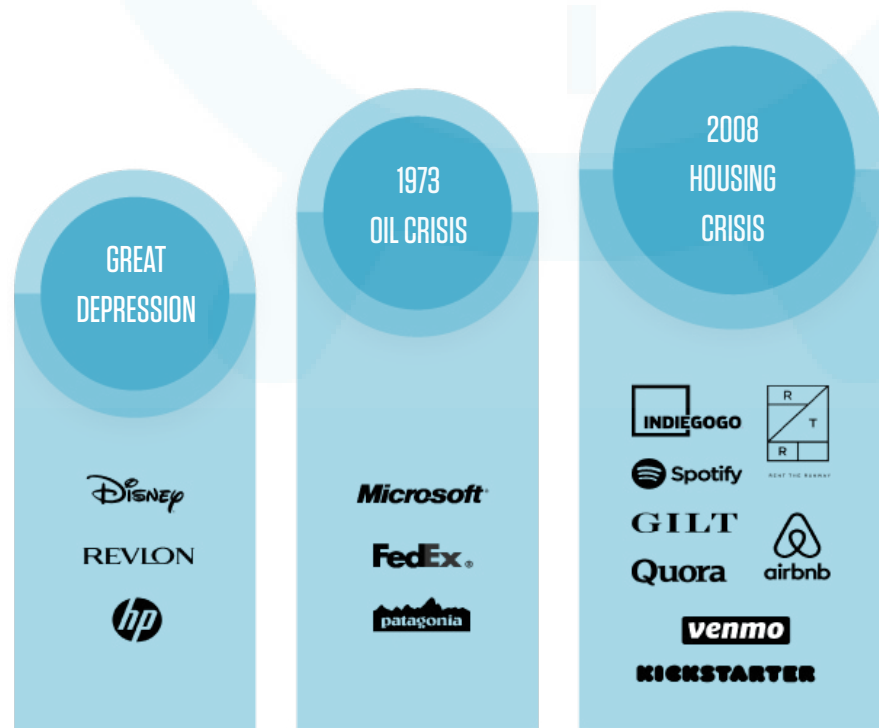 GREAT
DEPRESSION
DISNEY
REVLON
hp
1973
OIL CRISIS
Microsoft
FedEx®
patagonia
2008
HOUSING
CRISIS
INDIEGOGO
R
T
R
RENT THE RUNWAY
Spotify
GILT
Quora
airbnb
venmo
KICKSTARTER